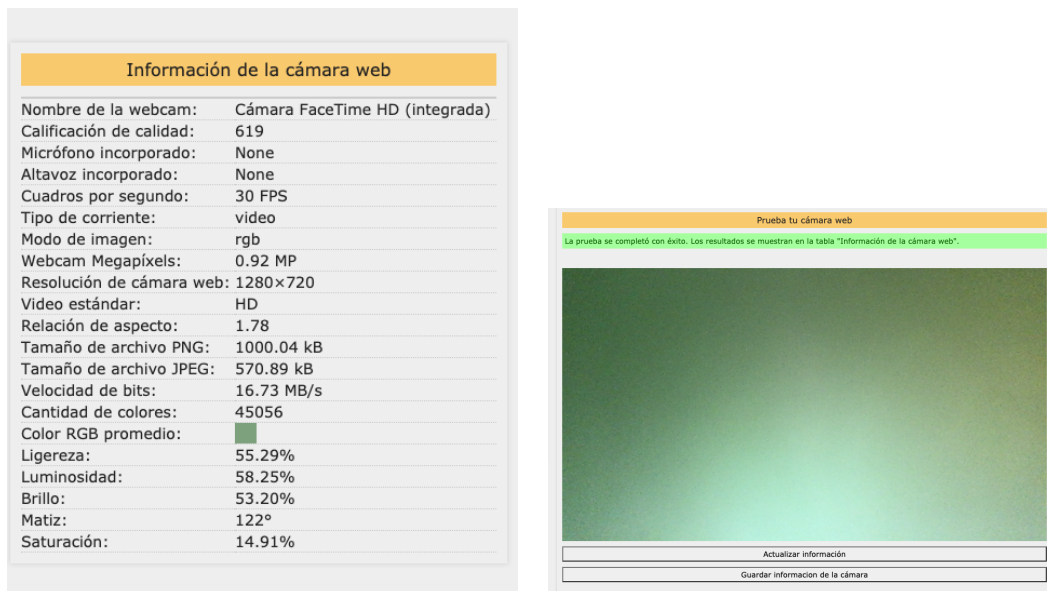 Información de la cámara web
Nombre de la webcam: Cámara FaceTime HD (integrada)
Calificación de calidad: 619
Micrófono incorporado: None
Altavoz incorporado: None
Cuadros por segundo: 30 FPS
Tipo de corriente: video
Modo de imagen: rgb
Webcam Megapíxels: 0.92 MP
Resolución de cámara web: 1280×720
Video estándar: HD
Relación de aspecto: 1.78
Tamaño de archivo PNG: 1000.04 kB
Tamaño de archivo JPEG: 570.89 kB
Velocidad de bits: 16.73 MB/s
Cantidad de colores: 45056
Color RGB promedio:
Ligereza: 55.29%
Luminosidad: 58.25%
Brillo: 53.20%
Matiz: 122°
Saturación: 14.91%
Prueba tu cámara web
La prueba se completó con éxito. Los resultados se muestran en la tabla "Información de la cámara web".
Actualizar información
Guardar informacion de la cámara